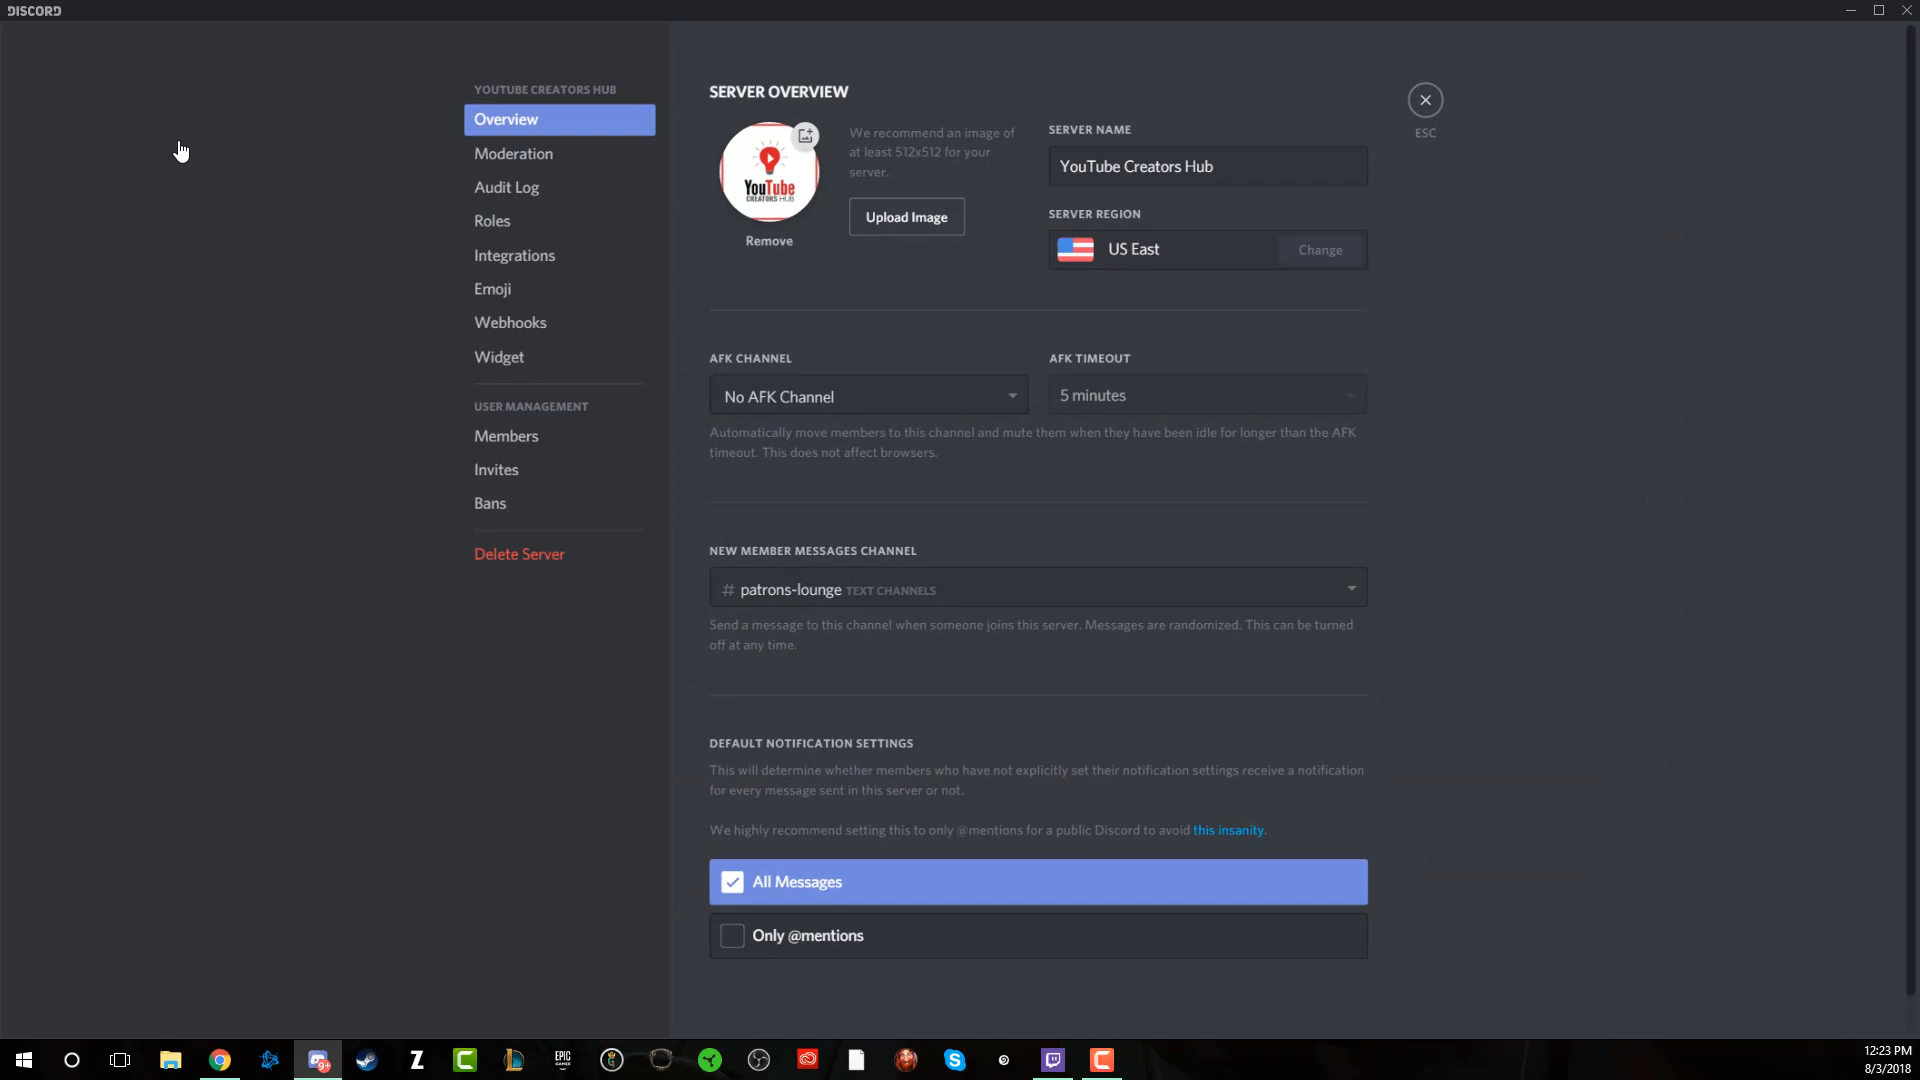 DISCORD
YOUTUBE CREATORS HUB
Overview
Moderation
Audit Log
Roles
Integrations
Emoji
Webhooks
Widget
USER MANAGEMENT
Members
Invites
Bans
Delete Server
SERVER OVERVIEW
YouTube
CREATORS HUB
Remove
We recommend an image of
at least 512x512 for your
server.
Upload Image
SERVER NAME
YouTube Creators Hub
SERVER REGION
US East
Change
ESC
AFK CHANNEL
No AFK Channel
AFK TIMEOUT
5 minutes
Automatically move members to this channel and mute them when they have been idle for longer than the AFK
timeout. This does not affect browsers.
NEW MEMBER MESSAGES CHANNEL
# patrons-lounge TEXT CHANNELS
Send a message to this channel when someone joins this server. Messages are randomized. This can be turned
off at any time.
DEFAULT NOTIFICATION SETTINGS
This will determine whether members who have not explicitly set their notification settings receive a notification
for every message sent in this server or not.
We highly recommend setting this to only @mentions for a public Discord to avoid this insanity.
All Messages
Only @mentions
9+
Z
EPIC
GAMES
12:23 PM
8/3/2018